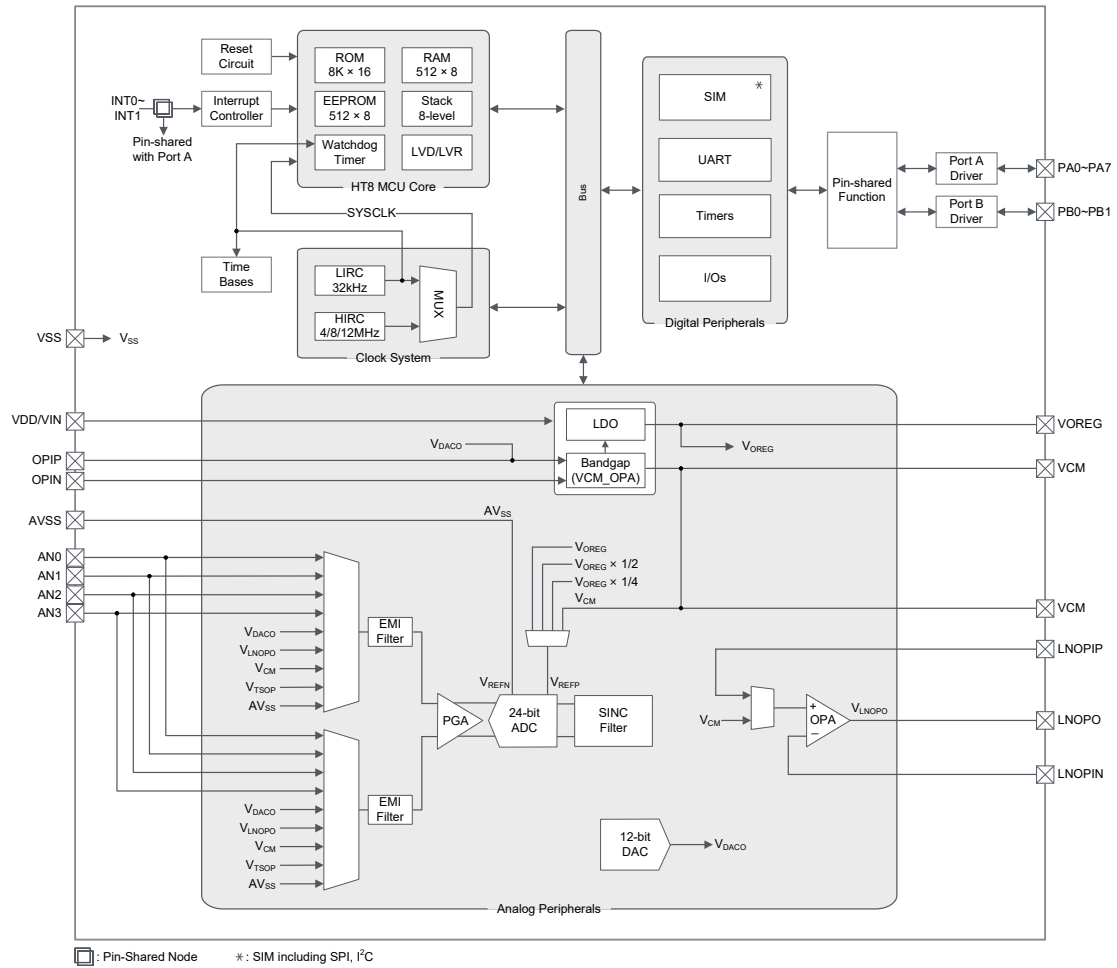 Reset
Circuit
INT0~
INT1
Interrupt
Controller
Pin-shared
with Port A
ROM
8K × 16
RAM
512 × 8
EEPROM
512 × 8
Stack
8-level
Watchdog
Timer
LVD/LVR
HT8 MCU Core
SYSCLK
Time
Bases
LIRC
32kHz
HIRC
4/8/12MHz
MUX
Clock System
Bus
SIM *
UART
Timers
I/Os
Digital Peripherals
Pin-shared
Function
Port A
Driver
Port B
Driver
PA0~PA7
PB0~PB1
VSS
VSS
VDD/VIN
OPIP
OPIN
AVSS
AN0
AN1
AN2
AN3
VDACO
LDO
Bandgap
(VCM_OPA)
VOREG
VOREG
VCM
AVSS
VOREG
VOREG × 1/2
VOREG × 1/4
VCM
VCM
VDACO
VLNOPO
VCM
VTSOP
AVSS
EMI
Filter
VREFN
VREFP
PGA
24-bit
ADC
SINC
Filter
VDACO
VLNOPO
VCM
VTSOP
AVSS
EMI
Filter
LNOPIP
VCM
+
OPA
−
VLNOPO
LNOPO
LNOPIN
12-bit
DAC
VDACO
Analog Peripherals
: Pin-Shared Node
* : SIM including SPI, I²C